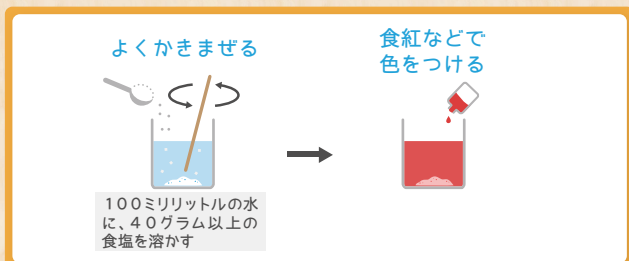 よくかきまぜる
食紅などで
色をつける
100ミリリットルの水
に、40グラム以上の
食塩を溶かす